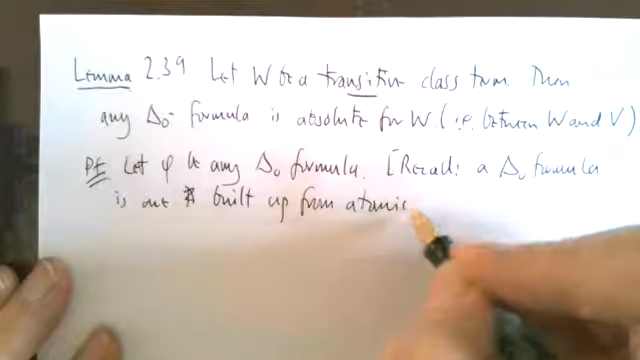 Lemma 2.39 Let W be a transitive class term. Then
any Δ₀-formula is absolute for W. (i.e. between W and V)
Pf Let φ be any Δ₀ formula. [Recall: a Δ₀ formula
is one built up from atomic